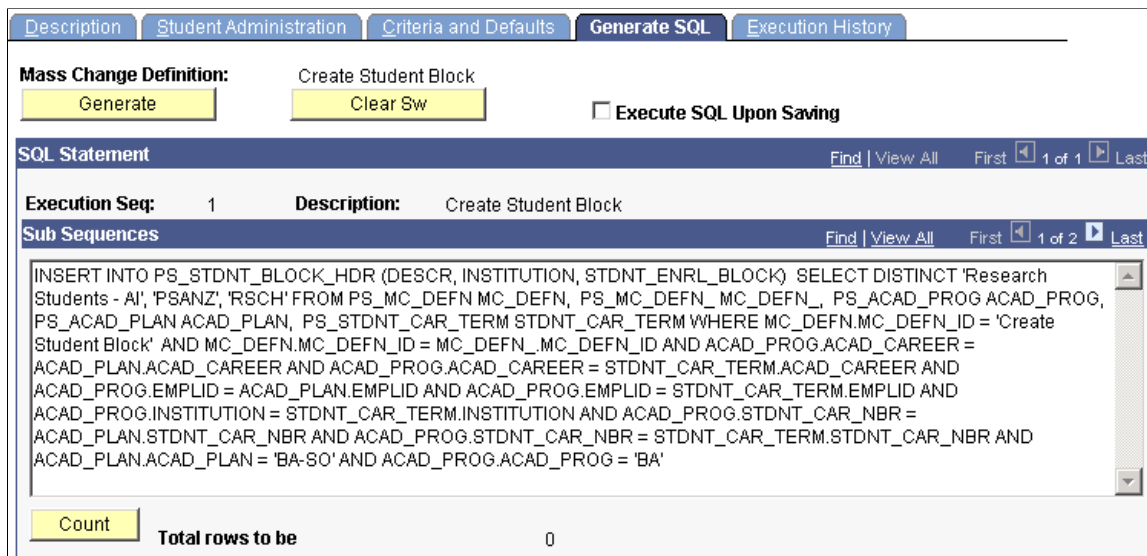 Description Student Administration Criteria and Defaults Generate SQL Execution History
Mass Change Definition: Create Student Block
Generate Clear Sw Execute SQL Upon Saving
SQL Statement Find | View All First 1 of 1 Last
Execution Seq: 1 Description: Create Student Block
Sub Sequences Find | View All First 1 of 2 Last
INSERT INTO PS_STDNT_BLOCK_HDR (DESCR, INSTITUTION, STDNT_ENRL_BLOCK)  SELECT DISTINCT 'Research
Students - AI', 'PSANZ', 'RSCH' FROM PS_MC_DEFN MC_DEFN,  PS_MC_DEFN_ MC_DEFN_,  PS_ACAD_PROG ACAD_PROG,
PS_ACAD_PLAN ACAD_PLAN,  PS_STDNT_CAR_TERM STDNT_CAR_TERM WHERE MC_DEFN.MC_DEFN_ID = 'Create
Student Block'  AND MC_DEFN.MC_DEFN_ID = MC_DEFN_.MC_DEFN_ID AND ACAD_PROG.ACAD_CAREER =
ACAD_PLAN.ACAD_CAREER AND ACAD_PROG.ACAD_CAREER = STDNT_CAR_TERM.ACAD_CAREER AND
ACAD_PROG.EMPLID = ACAD_PLAN.EMPLID AND ACAD_PROG.EMPLID = STDNT_CAR_TERM.EMPLID AND
ACAD_PROG.INSTITUTION = STDNT_CAR_TERM.INSTITUTION AND ACAD_PROG.STDNT_CAR_NBR =
ACAD_PLAN.STDNT_CAR_NBR AND ACAD_PROG.STDNT_CAR_NBR = STDNT_CAR_TERM.STDNT_CAR_NBR AND
ACAD_PLAN.ACAD_PLAN = 'BA-SO' AND ACAD_PROG.ACAD_PROG = 'BA'
Count Total rows to be 0